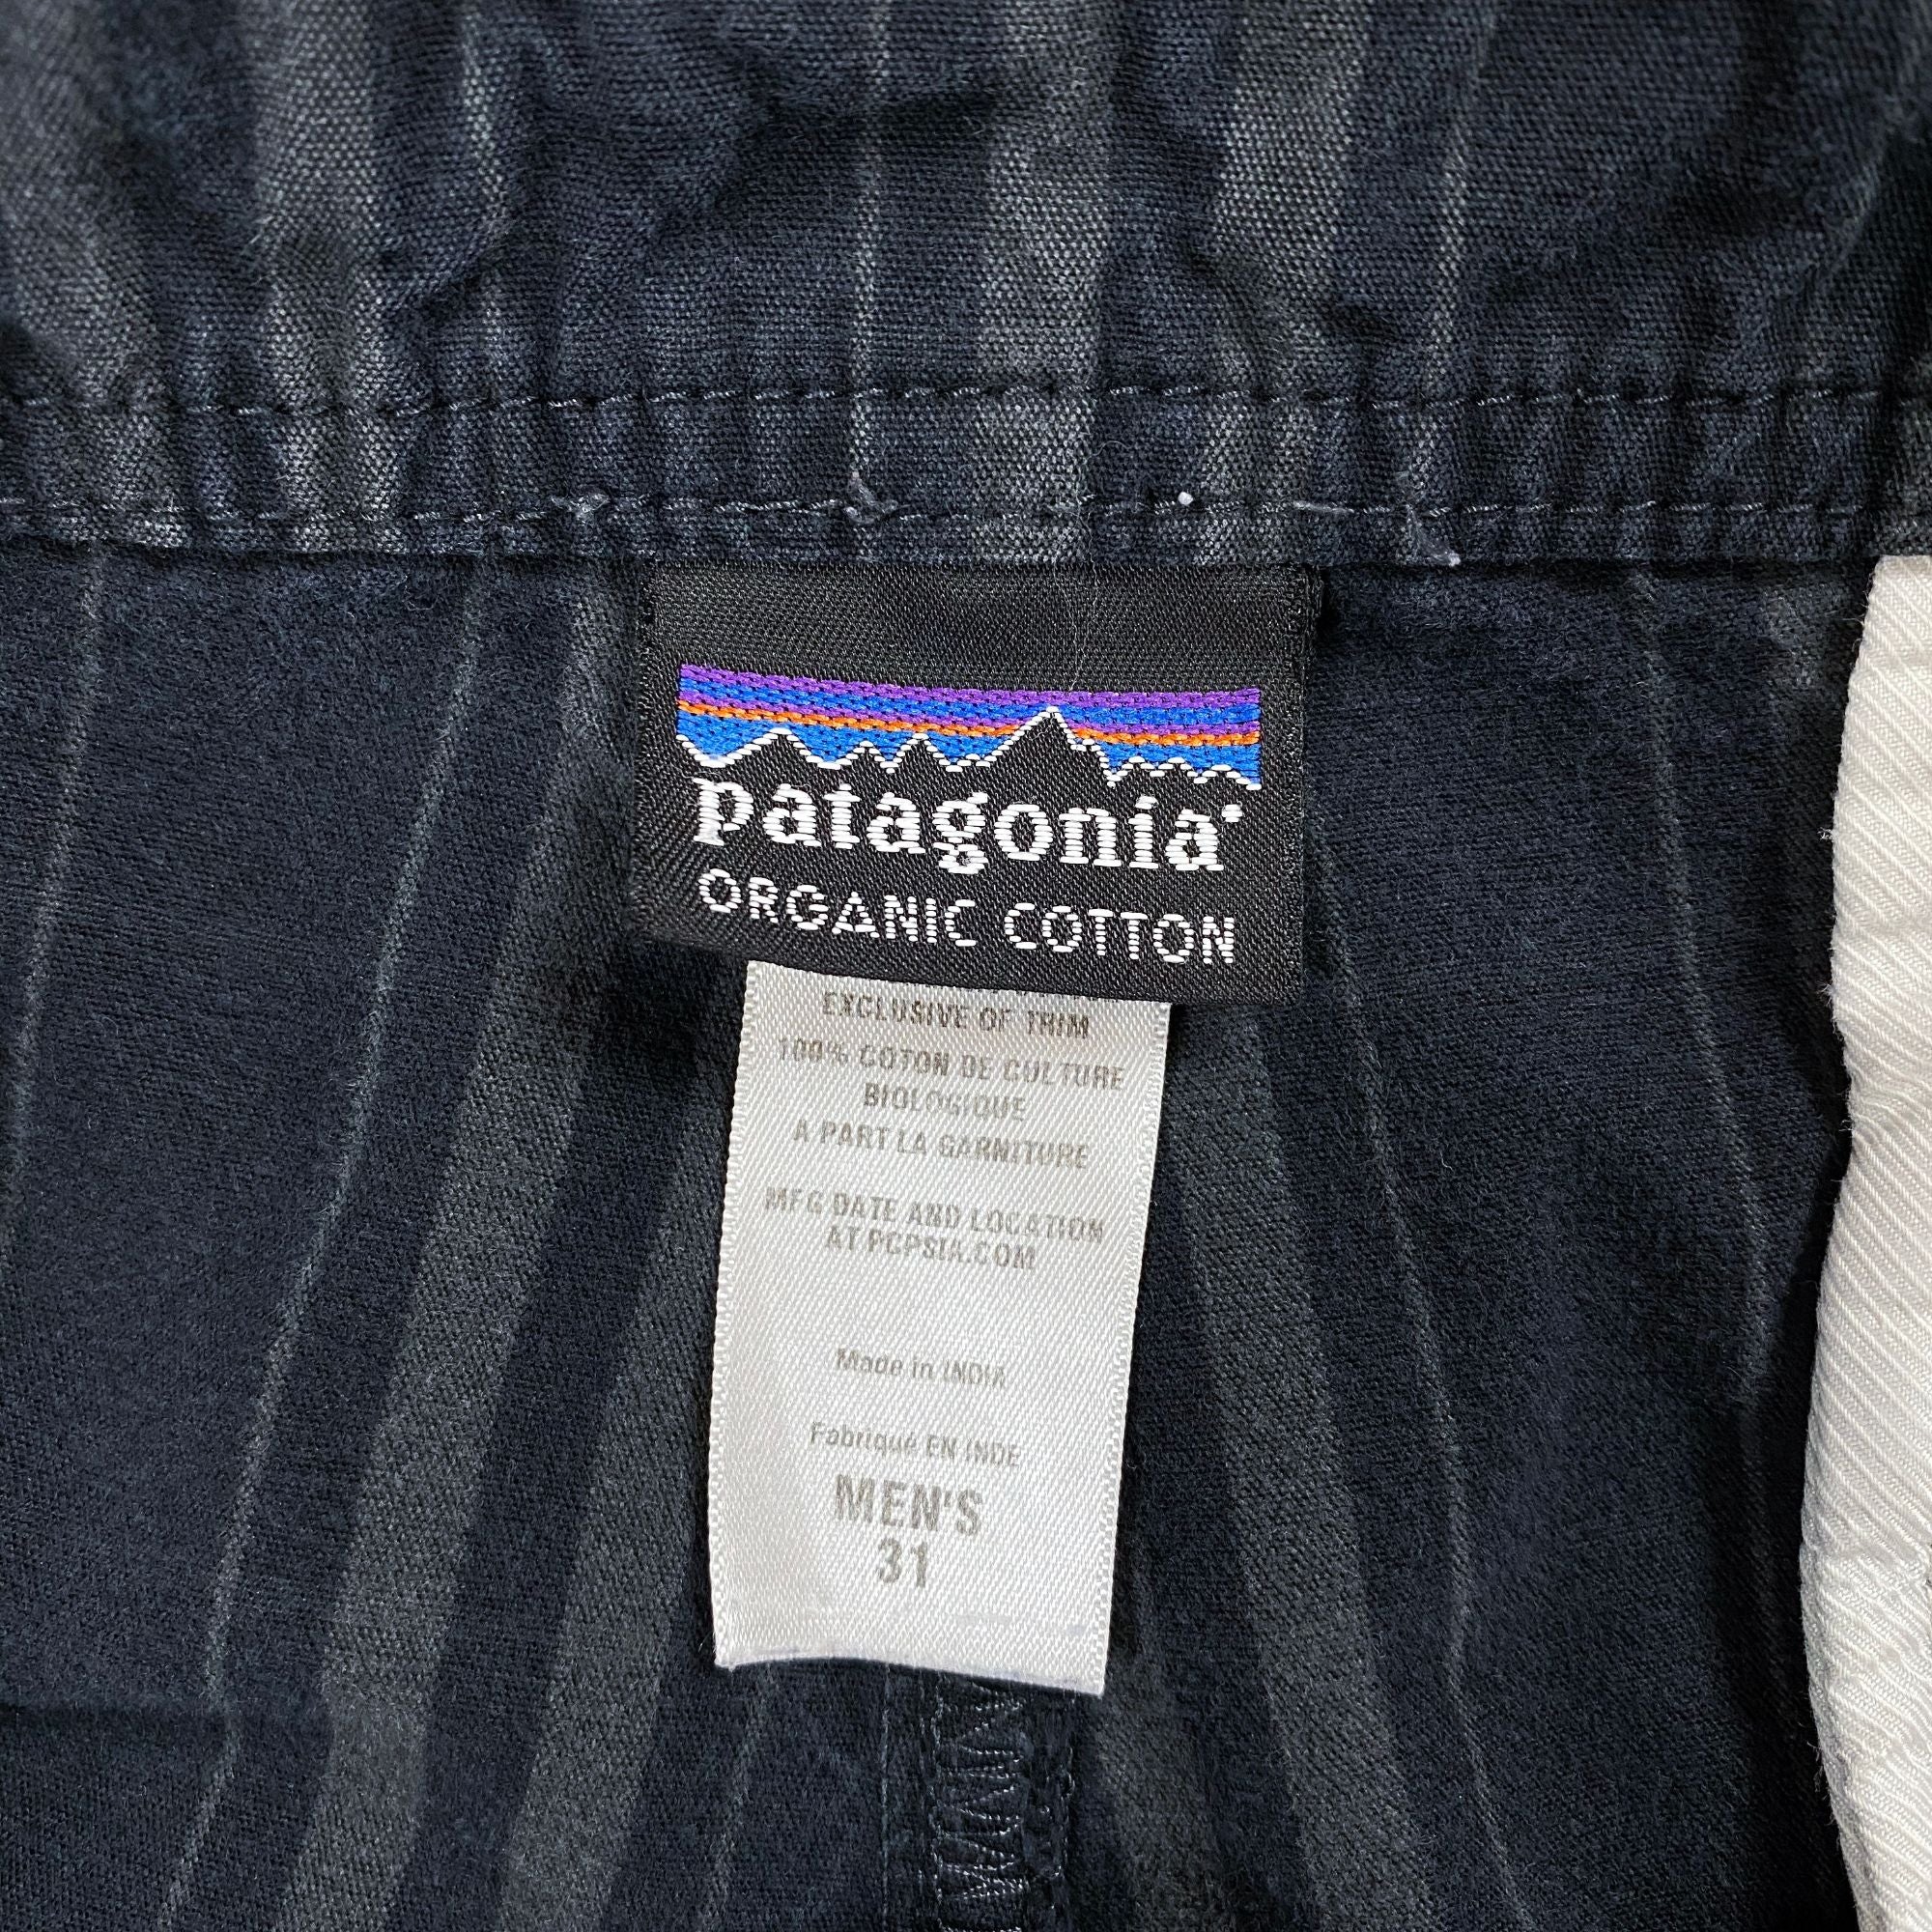 patagonia®
ORGANIC COTTON
EXCLUSIVE OF TRIM
100% COTON DE CULTURE
BIOLOGIQUE
A PART LA GARNITURE
MFG DATE AND LOCATION
AT PCPSIA.COM
Made in INDIA
Fabriqué EN INDE
MEN'S
31